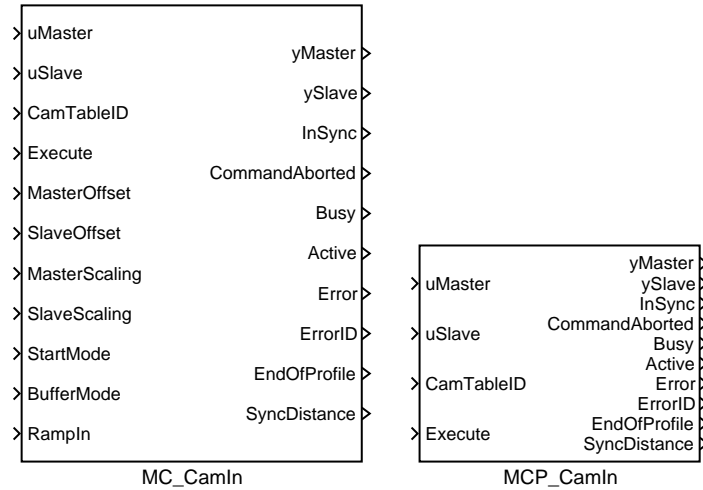 uMaster
uSlave
CamTableID
Execute
MasterOffset
SlaveOffset
MasterScaling
SlaveScaling
StartMode
BufferMode
RampIn
yMaster
ySlave
InSync
CommandAborted
Busy
Active
Error
ErrorID
EndOfProfile
SyncDistance
MC_CamIn
uMaster
uSlave
CamTableID
Execute
yMaster
ySlave
InSync
CommandAborted
Busy
Active
Error
ErrorID
EndOfProfile
SyncDistance
MCP_CamIn